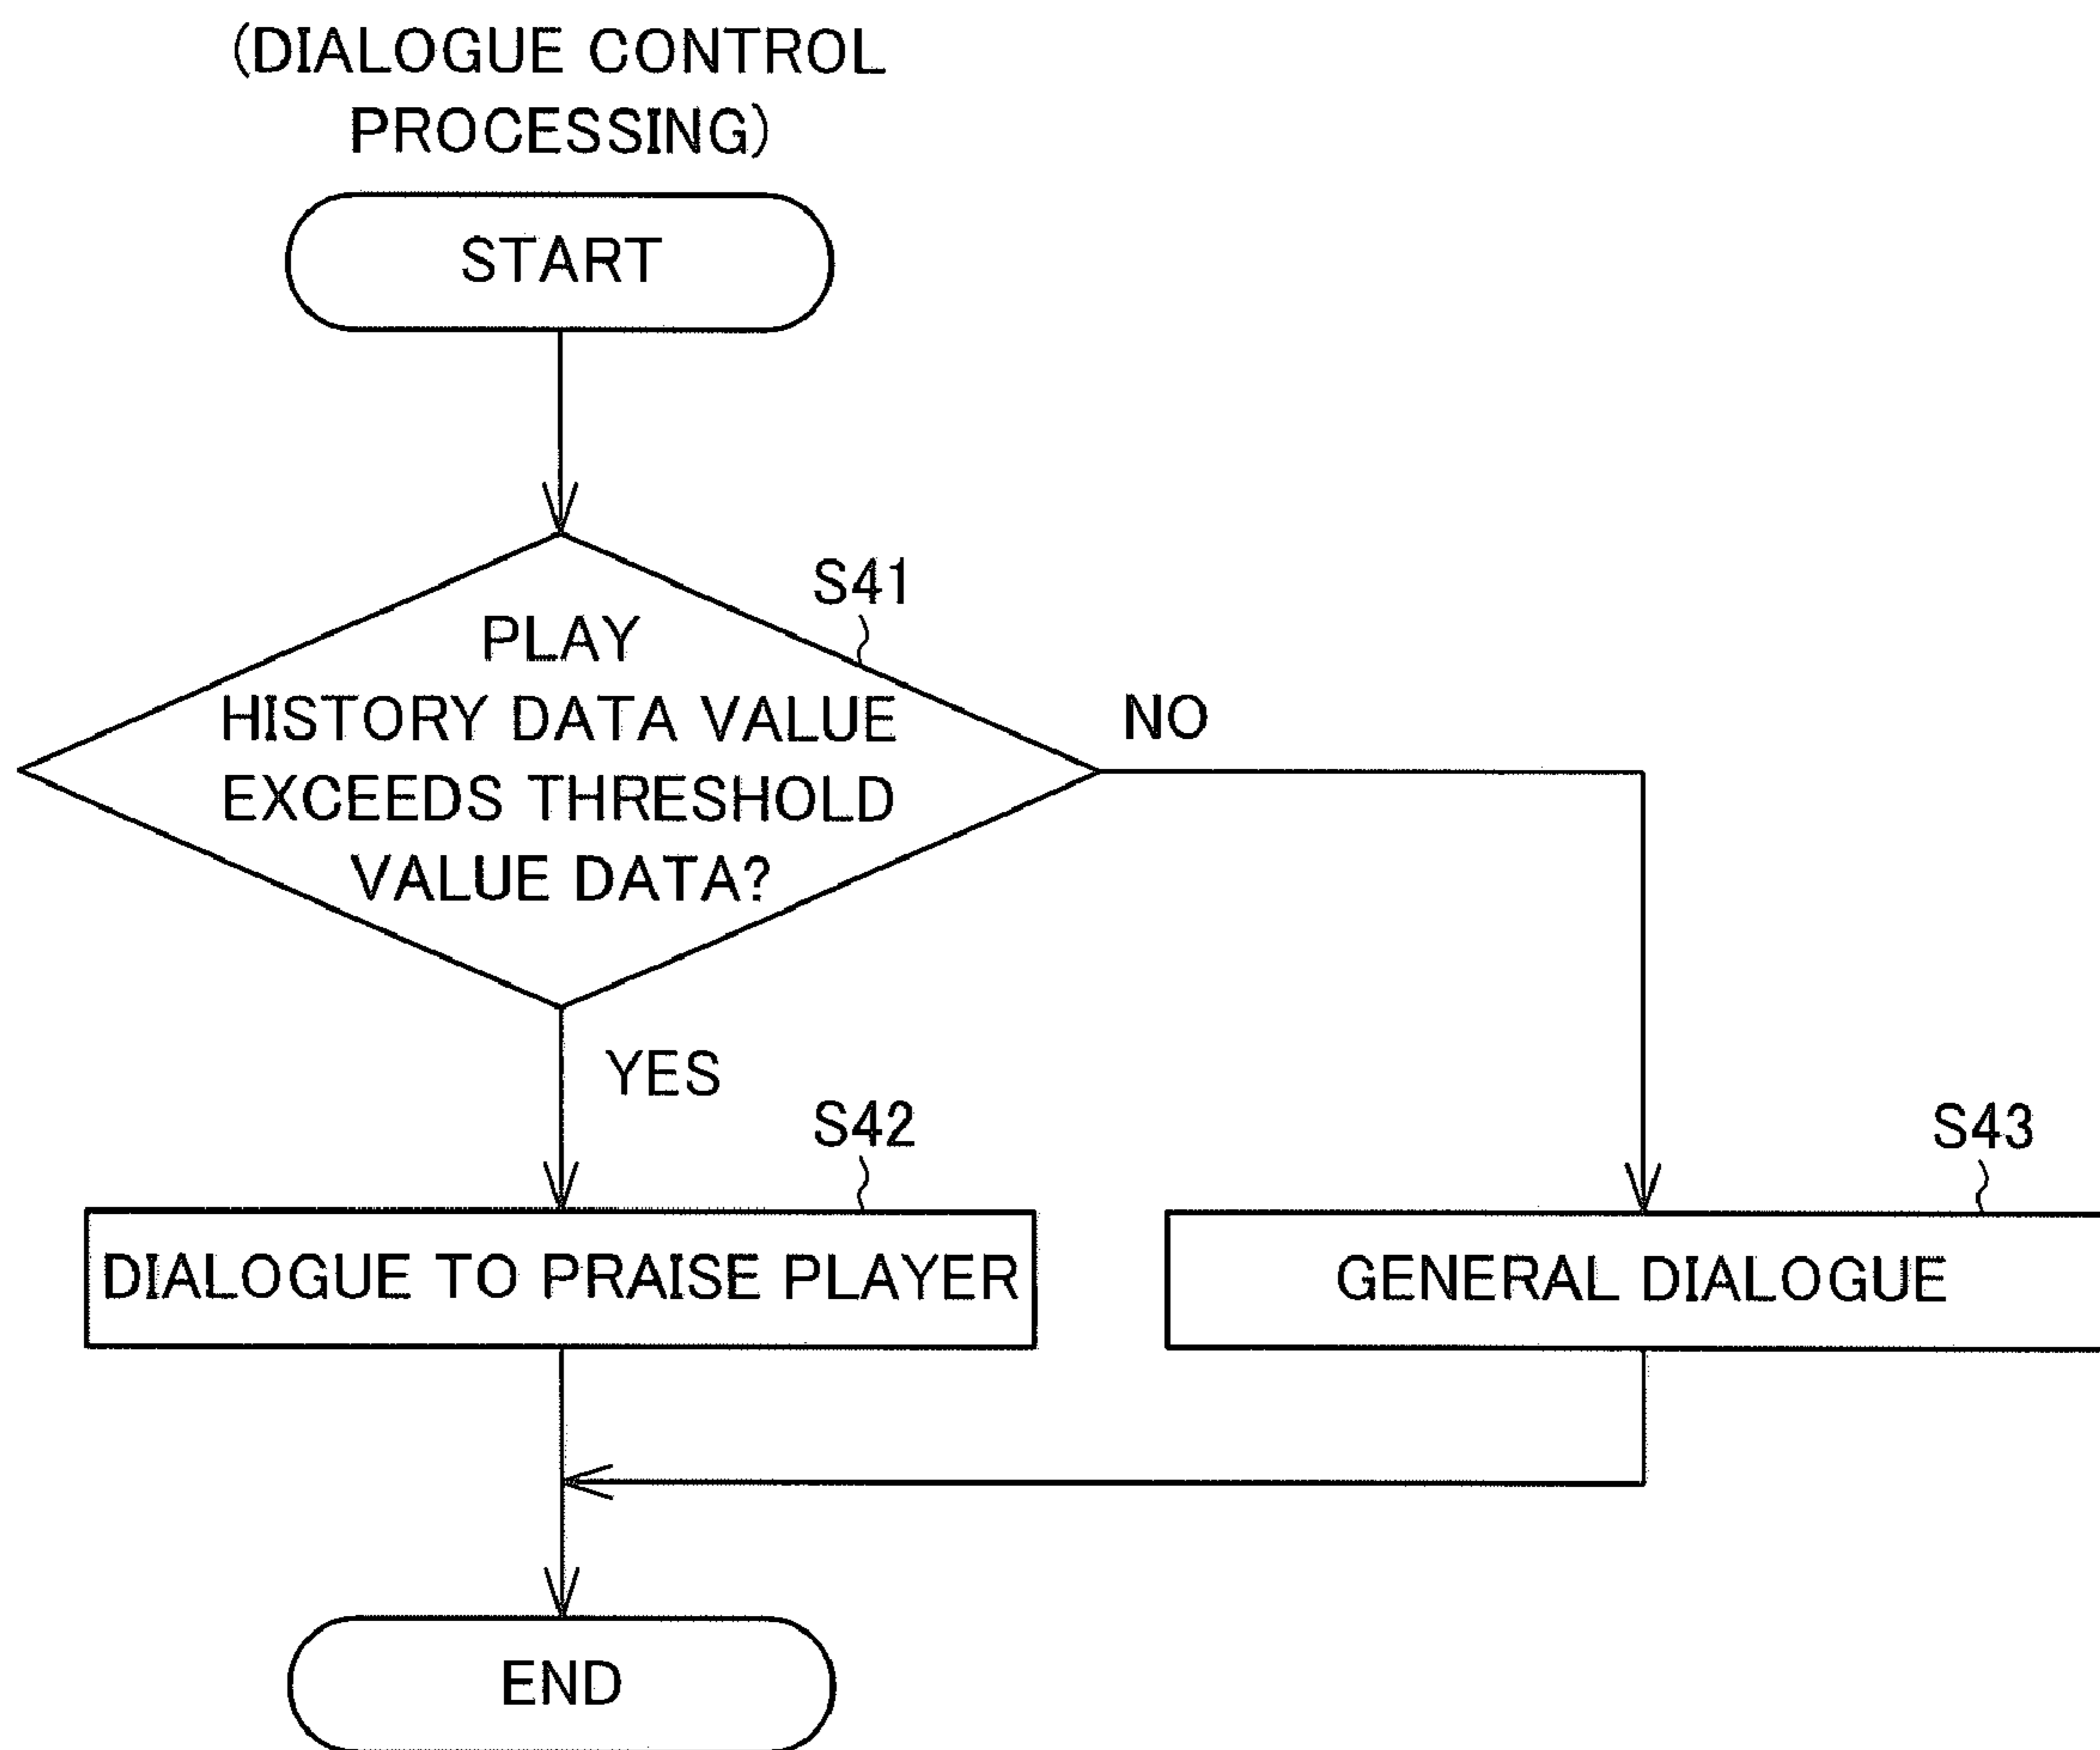 (DIALOGUE CONTROL
PROCESSING)
START
S41
PLAY
HISTORY DATA VALUE
EXCEEDS THRESHOLD
VALUE DATA?
NO
YES
S42
S43
DIALOGUE TO PRAISE PLAYER
GENERAL DIALOGUE
END